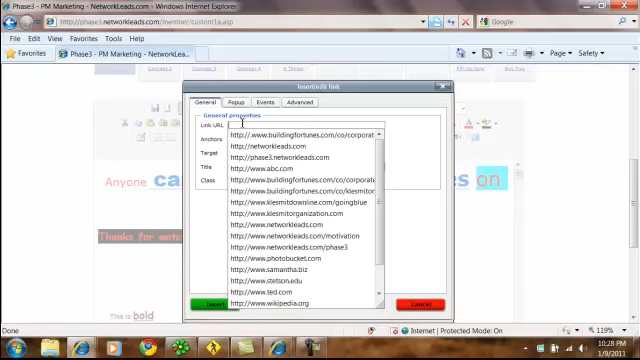 Phase3 - PM Marketing - NetworkLeads.com - Windows Internet Explorer
http://phase3.networkleads.com/member/custom1a.asp
Google
File Edit View Favorites Tools Help
Favorites
Phase3 - PM Marketing - NetworkLea...
Page Safety
Insert/edit link
General Popup Events Advanced
General properties
Link URL
Anchors
Target
Title
Class
http://.www.buildingfortunes.com/co/corporat
http://networkleads.com
http://phase3.networkleads.com
http://www.abc.com
http://www.buildingfortunes.com/co/corporate
http://www.buildingfortunes.com/co/klesmitor
http://www.klesmitdownline.com/goingblue
http://www.klesmitorganization.com
http://www.networkleads.com
http://www.networkleads.com/motivation
http://www.networkleads.com/phase3
http://www.photobucket.com
http://www.samantha.biz
http://www.stetson.edu
http://www.ted.com
http://www.wikipedia.org
Insert
Cancel
Anyone
on
Thanks for watc
This is bold
Done
Internet | Protected Mode: On
119%
10:28 PM
1/9/2011